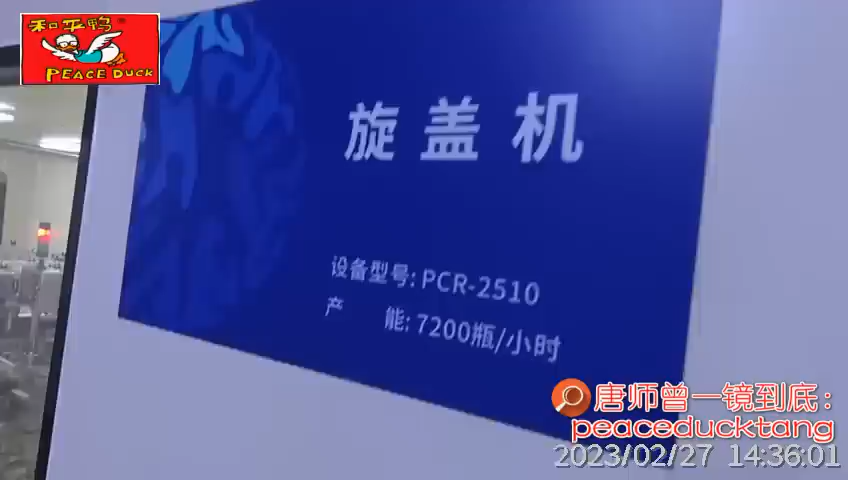 和平鸭®
PEACE DUCK
旋盖机
设备型号: PCR-2510
产 能: 7200瓶/小时
唐师曾一镜到底:
peaceducktang
2023/02/27 14:36:01